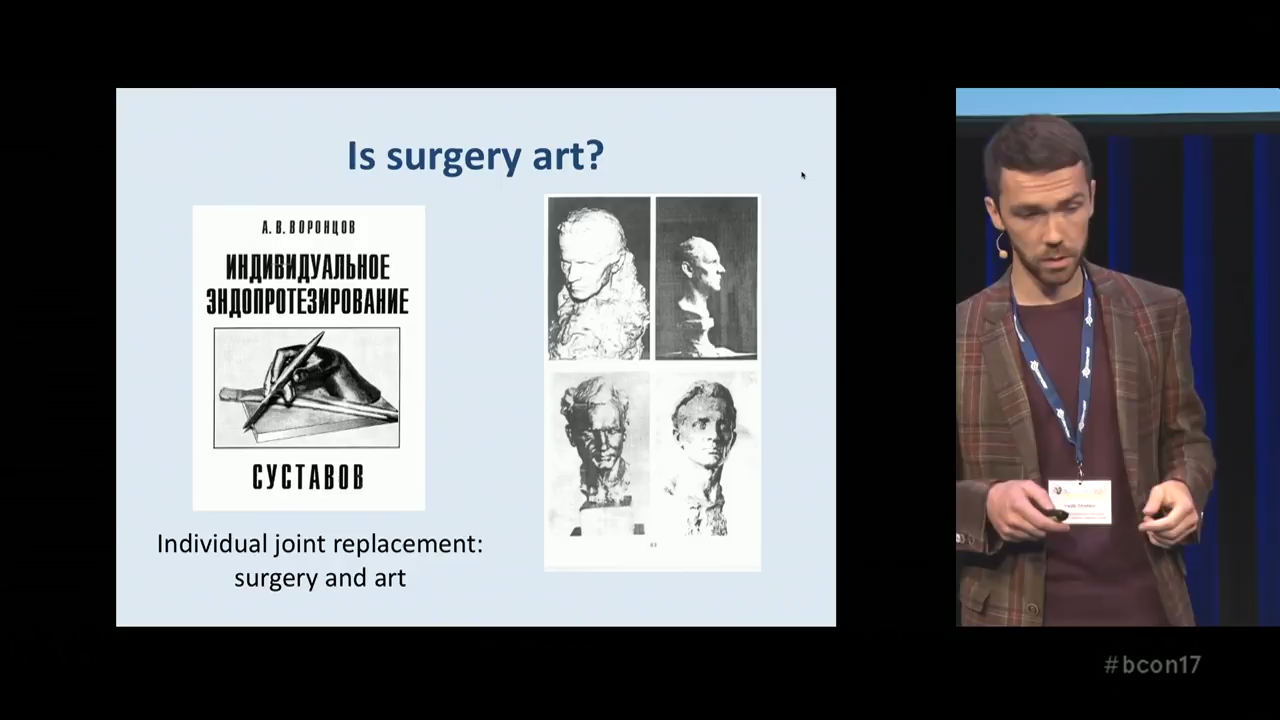 Is surgery art?
А. В. ВОРОНЦОВ
ИНДИВИДУАЛЬНОЕ
ЭНДОПРОТЕЗИРОВАНИЕ
СУСТАВОВ
Individual joint replacement:
surgery and art
#bcon17